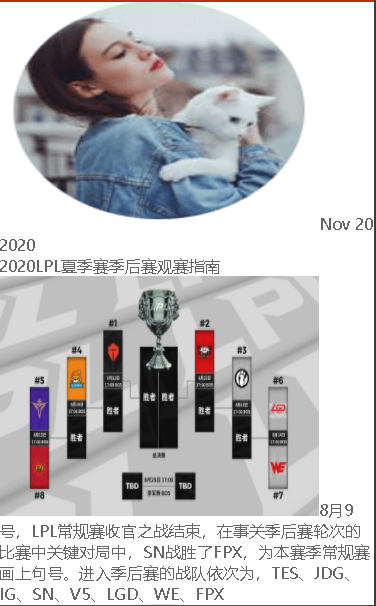 Nov 20
2020
2020LPL夏季赛季后赛观赛指南
#1
#2
#4
#3
#5
#6
胜者
胜者
胜者
胜者
胜者
胜者
总决赛
LGD
WE
#8
#7
TBD
TBD
8月9
号，LPL常规赛收官之战结束，在事关季后赛轮次的
比赛中关键对局中，SN战胜了FPX，为本赛季常规赛
画上句号。进入季后赛的战队依次为，TES、JDG、
IG、SN、V5、LGD、WE、FPX